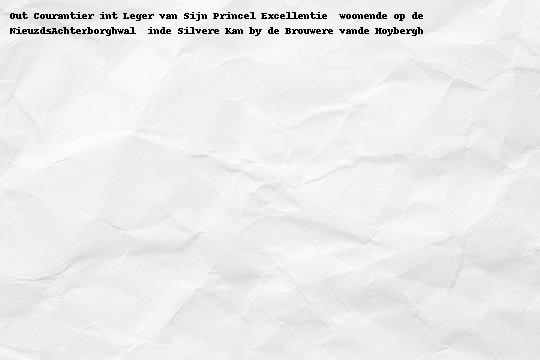 Out Courantier int Leger van Sijn Princel Excellentie woonende op de
NieuzdsAchterborghwal inde Silvere Kan by de Brouwere vande Hoybergh